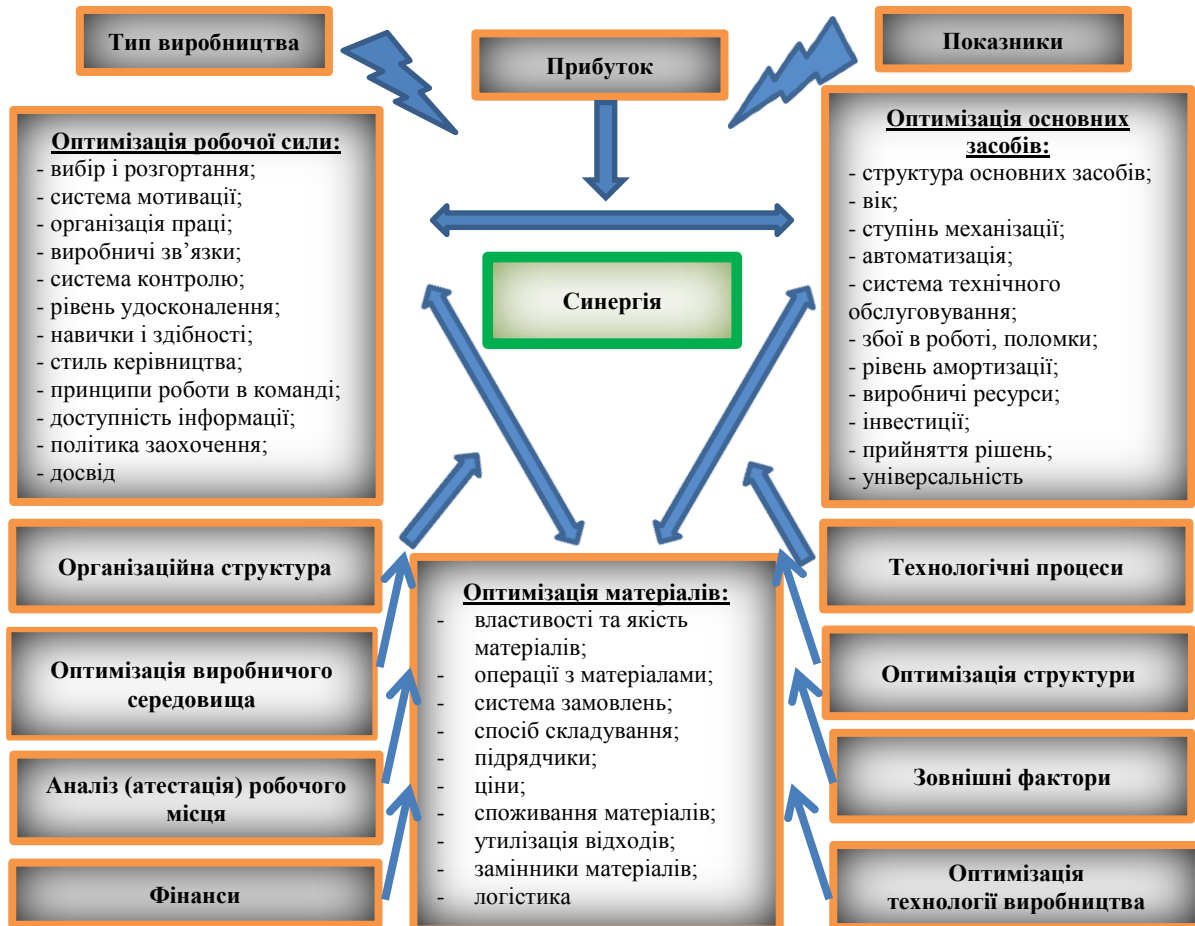 Тип виробництва
Прибуток
Показники
Оптимізація робочої сили:
- вибір і розгортання;
- система мотивації;
- організація праці;
- виробничі зв’язки;
- система контролю;
- рівень удосконалення;
- навички і здібності;
- стиль керівництва;
- принципи роботи в команді;
- доступність інформації;
- політика заохочення;
- досвід
Синергія
Оптимізація основних
засобів:
- структура основних засобів;
- вік;
- ступінь механізації;
- автоматизація;
- система технічного
обслуговування;
- збої в роботі, поломки;
- рівень амортизації;
- виробничі ресурси;
- інвестиції;
- прийняття рішень;
- універсальність
Організаційна структура
Оптимізація виробничого
середовища
Аналіз (атестація) робочого
місця
Фінанси
Оптимізація матеріалів:
- властивості та якість
матеріалів;
- операції з матеріалами;
- система замовлень;
- спосіб складування;
- підрядчики;
- ціни;
- споживання матеріалів;
- утилізація відходів;
- замінники матеріалів;
- логістика
Технологічні процеси
Оптимізація структури
Зовнішні фактори
Оптимізація
технології виробництва